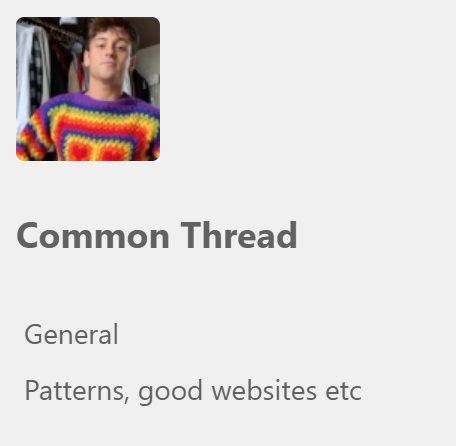 Common Thread
General
Patterns, good websites etc